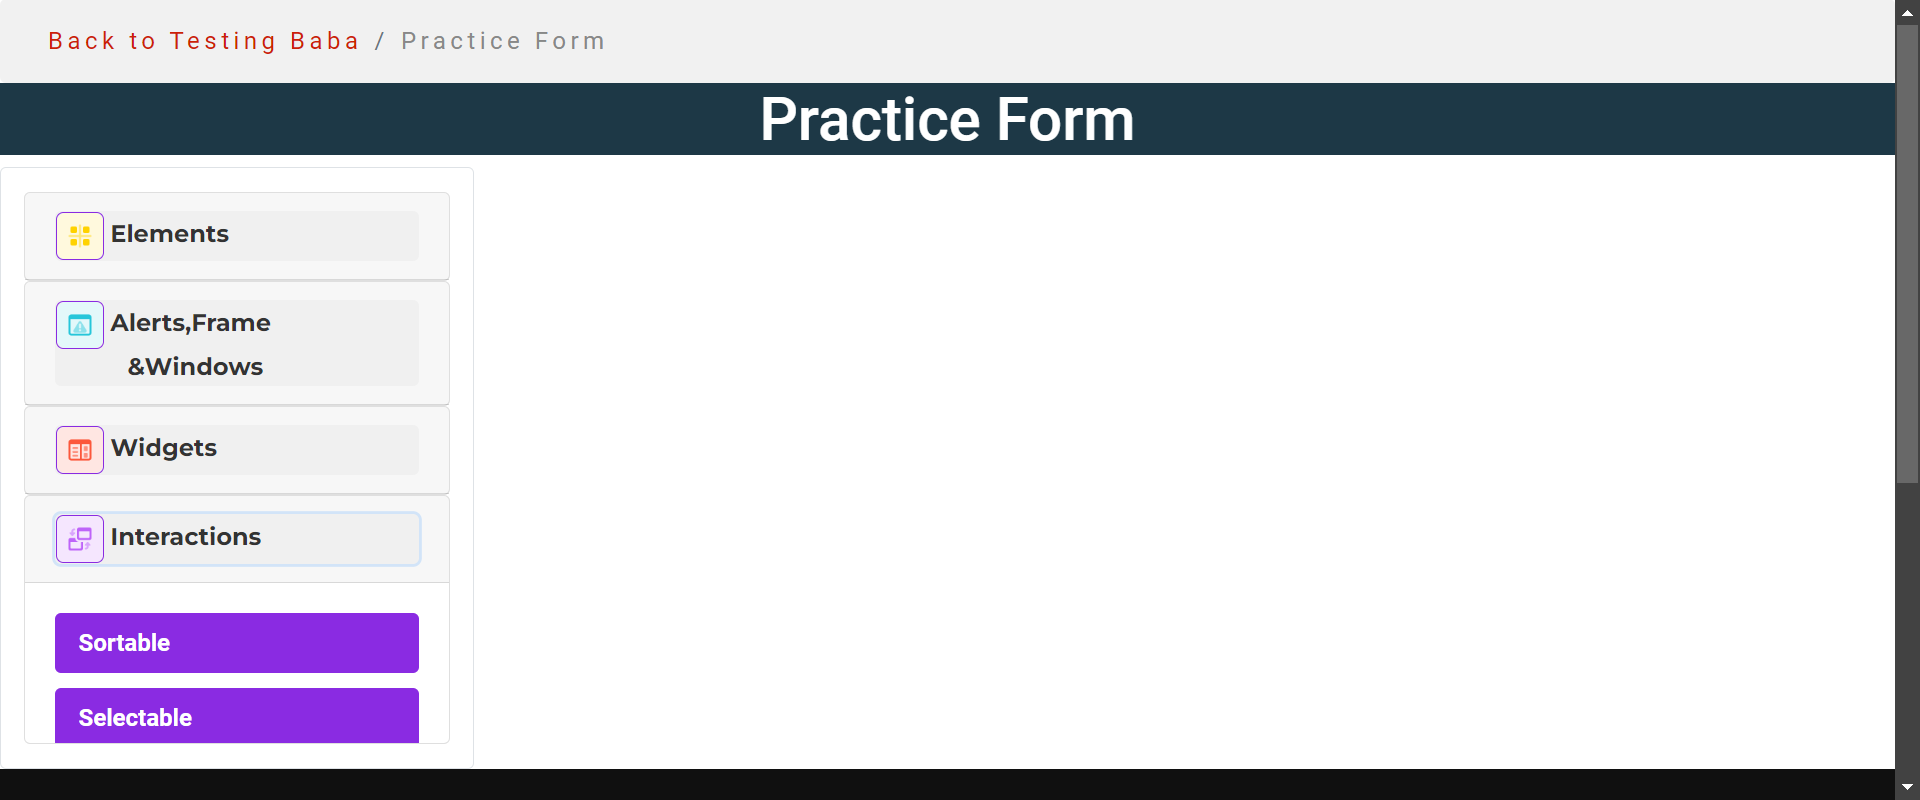 Back to Testing Baba / Practice Form
Practice Form
Elements
Alerts,Frame
&Windows
Widgets
Interactions
Sortable
Selectable